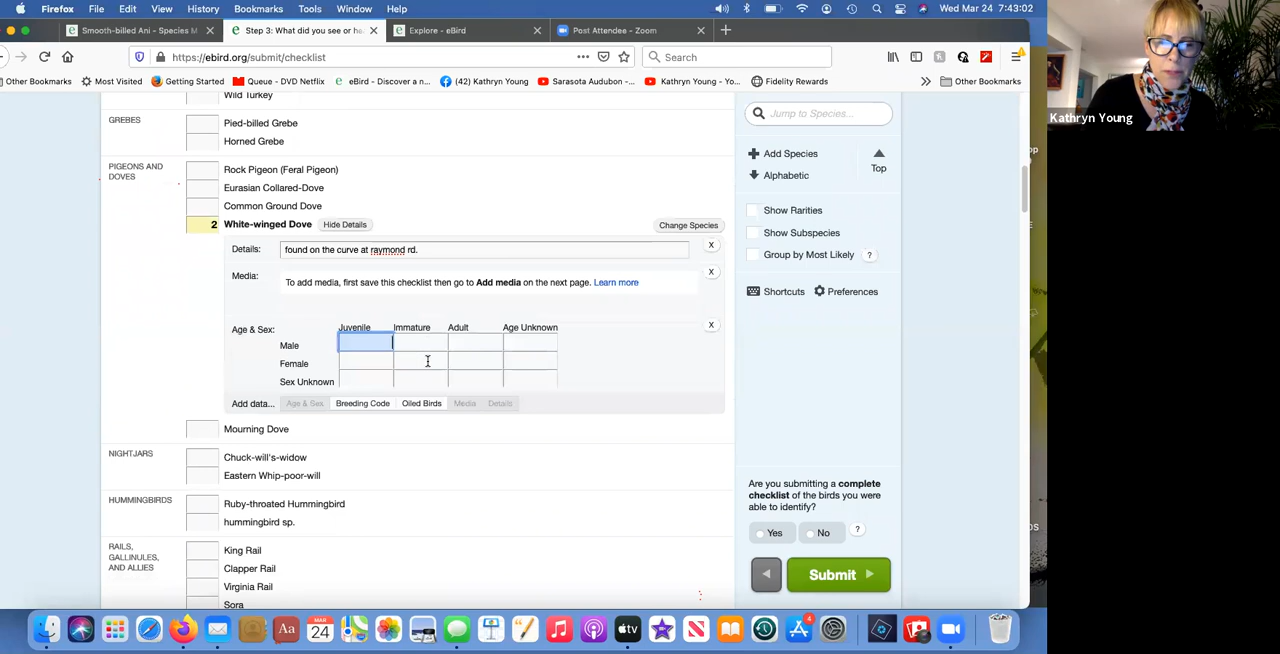 Firefox File Edit View History Bookmarks Tools Window Help Wed Mar 24 7:43:02
Smooth-billed Ani - Species M Step 3: What did you see or he Explore - eBird Post Attendee - Zoom
https://ebird.org/submit/checklist Search
Other Bookmarks Most Visited Getting Started Queue - DVD Netflix eBird - Discover a n... (42) Kathryn Young Sarasota Audubon -... Kathryn Young - Yo... Fidelity Rewards Other Bookmarks
Wild Turkey
GREBES Pied-billed Grebe
Horned Grebe
PIGEONS AND DOVES
Rock Pigeon (Feral Pigeon)
Eurasian Collared-Dove
Common Ground Dove
2 White-winged Dove Hide Details Change Species
Details: found on the curve at raymond rd. X
Media: To add media, first save this checklist then go to Add media on the next page. Learn more X
Age & Sex: Juvenile Immature Adult Age Unknown X
Male
Female
Sex Unknown
Add data... Age & Sex Breeding Code Oiled Birds Media Details
Mourning Dove
NIGHTJARS Chuck-will's-widow
Eastern Whip-poor-will
HUMMINGBIRDS Ruby-throated Hummingbird
hummingbird sp.
RAILS, GALLINULES, AND ALLIES
King Rail
Clapper Rail
Virginia Rail
Sora
Jump to Species...
Add Species
Alphabetic
Top
Show Rarities
Show Subspecies
Group by Most Likely ?
Shortcuts Preferences
Are you submitting a complete
checklist of the birds you were
able to identify?
Yes No ?
Submit
Kathryn Young
MAR
24
Aa
tv
4